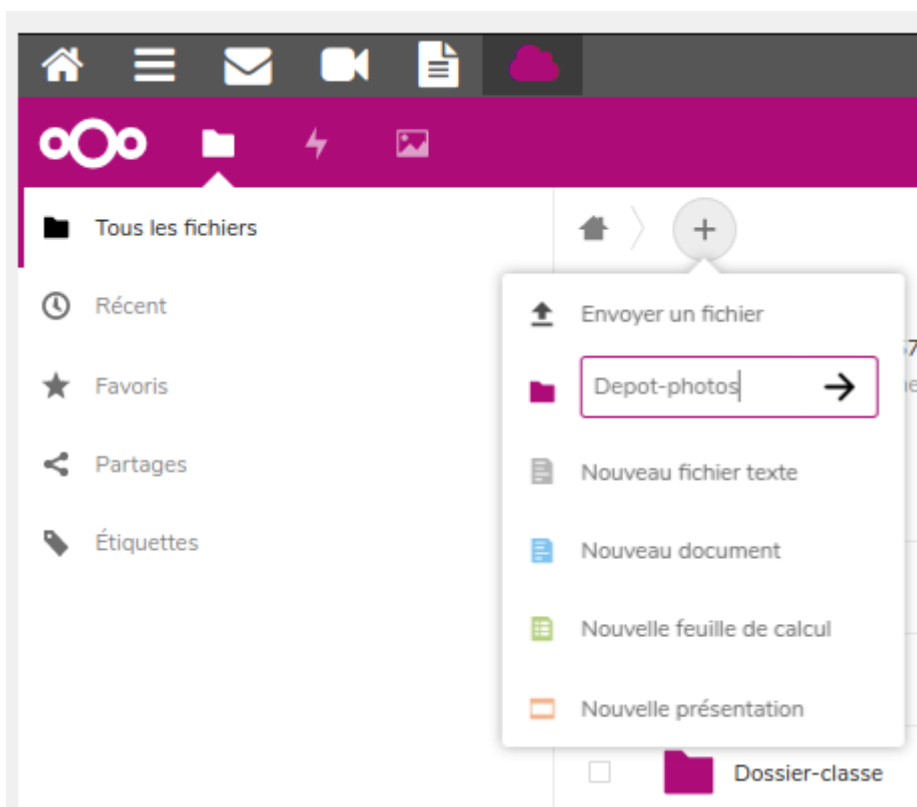 Tous les fichiers
Récent
Favoris
Partages
Étiquettes
Envoyer un fichier
Depot-photos
Nouveau fichier texte
Nouveau document
Nouvelle feuille de calcul
Nouvelle présentation
Dossier-classe